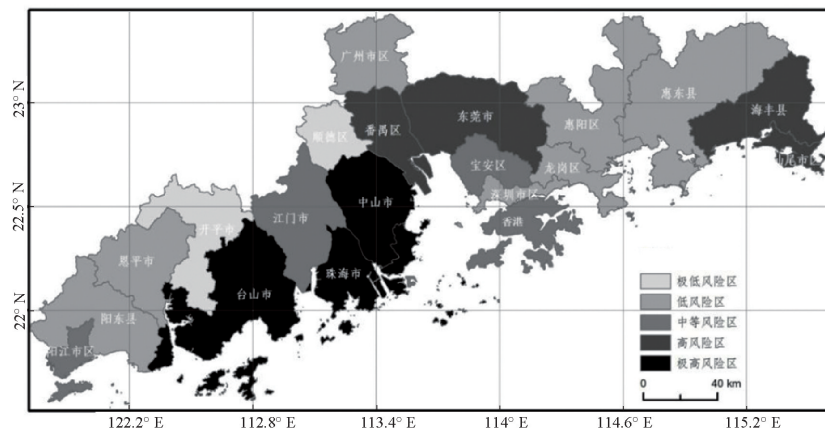 广州市区
23° N
惠东县
海丰县
番禺区
东莞市
惠阳区
顺德区
汕尾市区
宝安区
龙岗区
深圳市区
中山市
22.5° N
江门市
香港
开平市
恩平市
珠海市
台山市
极低风险区
低风险区
22° N
阳东县
中等风险区
阳江市区
高风险区
极高风险区
0 40 km
122.2° E 112.8° E 113.4° E 114° E 114.6° E 115.2° E